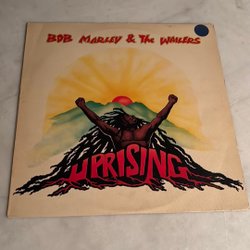 BOB MARLEY & THE WAILERS
UPRISING